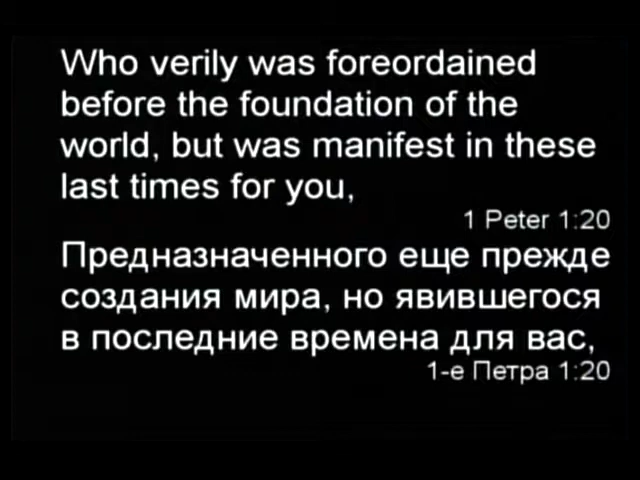 Who verily was foreordained
before the foundation of the
world, but was manifest in these
last times for you,
1 Peter 1:20
Предназначенного еще прежде
создания мира, но явившегося
в последние времена для вас,
1-е Петра 1:20